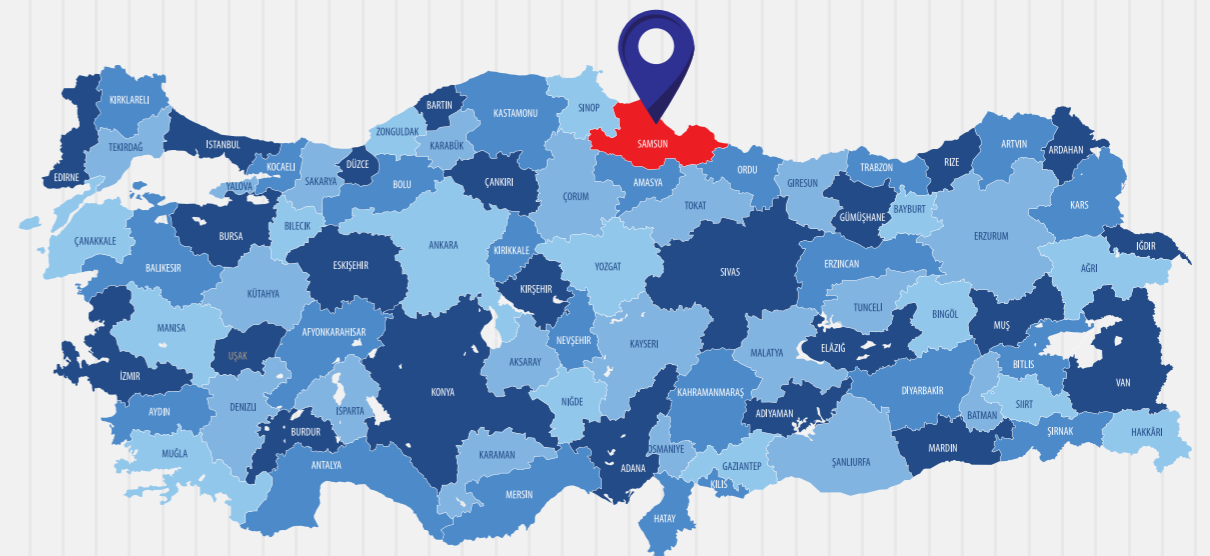 KIRKLARELİ
EDİRNE
TEKİRDAĞ
İSTANBUL
KOCAELİ
YALOVA
SAKARYA
DÜZCE
BOLU
ZONGULDAK
BARTIN
KARABÜK
KASTAMONU
SİNOP
SAMSUN
ÇANKIRI
ÇORUM
AMASYA
TOKAT
ORDU
GİRESUN
TRABZON
GÜMÜŞHANE
BAYBURT
RİZE
ARTVİN
ARDAHAN
KARS
IĞDIR
AĞRI
ERZURUM
ERZİNCAN
SİVAS
YOZGAT
KIRIKKALE
ANKARA
ESKİŞEHİR
BİLECİK
BURSA
BALIKESİR
ÇANAKKALE
KÜTAHYA
MANİSA
UŞAK
AFYONKARAHİSAR
İZMİR
AYDIN
DENİZLİ
MUĞLA
BURDUR
ISPARTA
ANTALYA
KONYA
KARAMAN
MERSİN
AKSARAY
KIRŞEHİR
NEVŞEHİR
NİĞDE
KAYSERİ
ADANA
OSMANİYE
HATAY
KİLİS
GAZİANTEP
KAHRAMANMARAŞ
ADIYAMAN
MALATYA
ŞANLIURFA
ELÂZIĞ
TUNCELİ
BİNGÖL
MUŞ
DİYARBAKIR
BATMAN
MARDİN
SİİRT
BİTLİS
VAN
ŞIRNAK
HAKKÂRİ